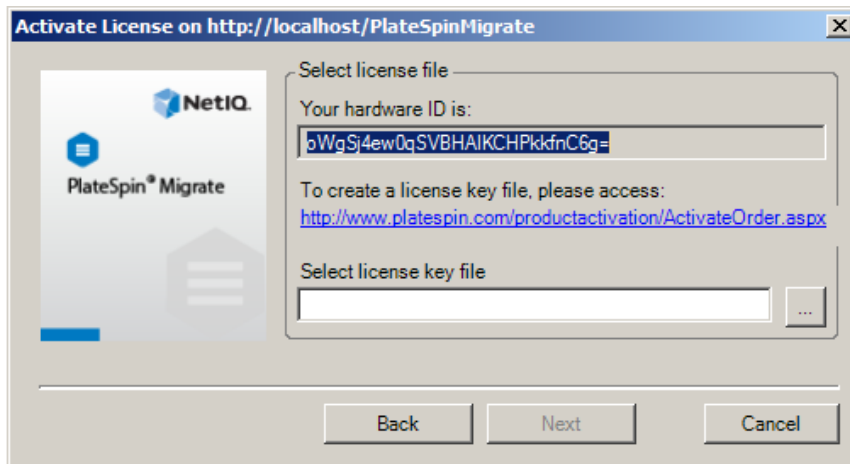 Activate License on http://localhost/PlateSpinMigrate
NetIQ.
PlateSpin® Migrate
Select license file
Your hardware ID is:
oWgSj4ew0qSVBHAIKCHPkkfnC6g=
To create a license key file, please access:
http://www.platespin.com/productactivation/ActivateOrder.aspx
Select license key file
...
Back
Next
Cancel